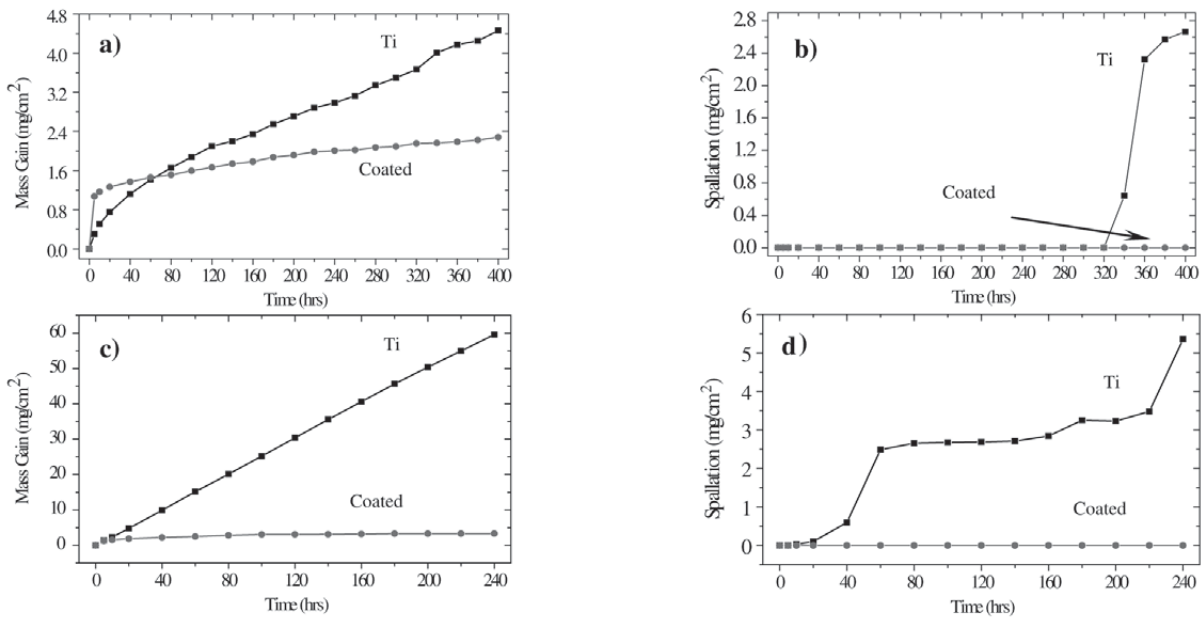 a)
Ti
Coated
4.8
4.0
3.2
2.4
1.6
0.8
0.0
Mass Gain (mg/cm²)
0 40 80 120 160 200 240 280 320 360 400
Time (hrs)
b)
Ti
Coated
2.8
2.4
2.0
1.6
1.2
0.8
0.4
0.0
Spallation (mg/cm²)
0 40 80 120 160 200 240 280 320 360 400
Time (hrs)
c)
Ti
Coated
60
50
40
30
20
10
0
Mass Gain (mg/cm²)
0 40 80 120 160 200 240
Time (hrs)
d)
Ti
Coated
6
5
4
3
2
1
0
Spallation (mg/cm²)
0 40 80 120 160 200 240
Time (hrs)